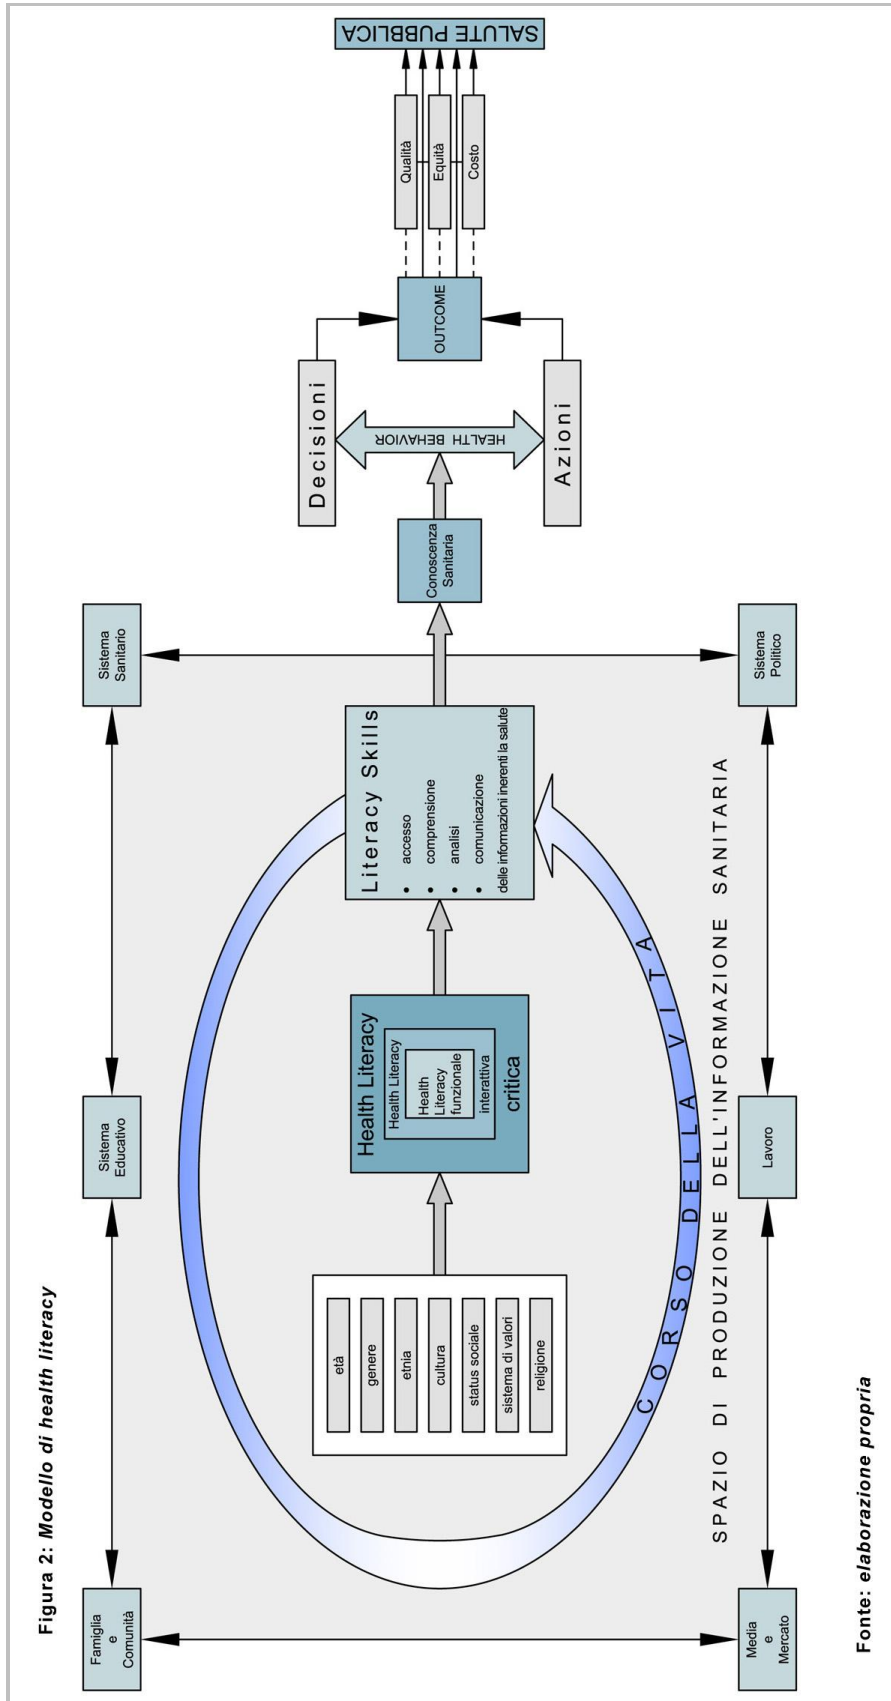 Figura 2: Modello di health literacy
Famiglia
e
Comunità
Sistema
Educativo
Sistema
Sanitario
età
genere
etnia
cultura
status sociale
sistema di valori
religione
Health Literacy
Health Literacy
Health
Literacy
funzionale
interattiva
critica
Literacy Skills
• accesso
• comprensione
• analisi
• comunicazione
delle informazioni inerenti la salute
Conoscenza
Sanitaria
Decisioni
HEALTH BEHAVIOR
Azioni
OUTCOME
Qualità
Equità
Costo
SALUTE PUBBLICA
CORSO DELLA VITA
SPAZIO DI PRODUZIONE DELL'INFORMAZIONE SANITARIA
Media
e
Mercato
Lavoro
Sistema
Politico
Fonte: elaborazione propria